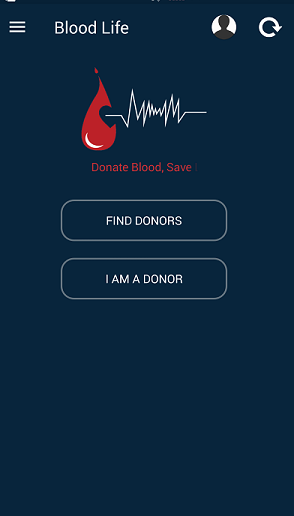 Blood Life
Donate Blood, Save
FIND DONORS
I AM A DONOR